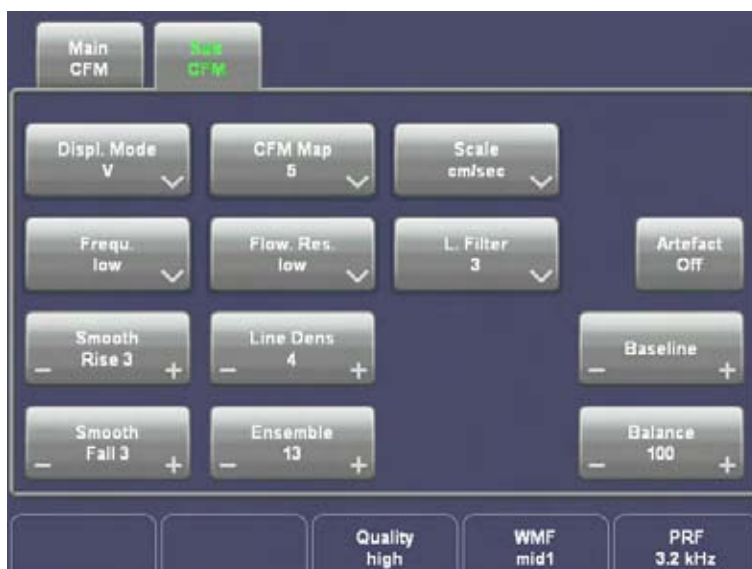 Main
CFM
Sub
CFM
Displ. Mode
V
CFM Map
5
Scale
cm/sec
Frequ.
low
Flow. Res.
low
L. Filter
3
Artefact
Off
Smooth
Rise 3
Line Dens
4
Baseline
Smooth
Fall 3
Ensemble
13
Balance
100
Quality
high
WMF
mid1
PRF
3.2 kHz